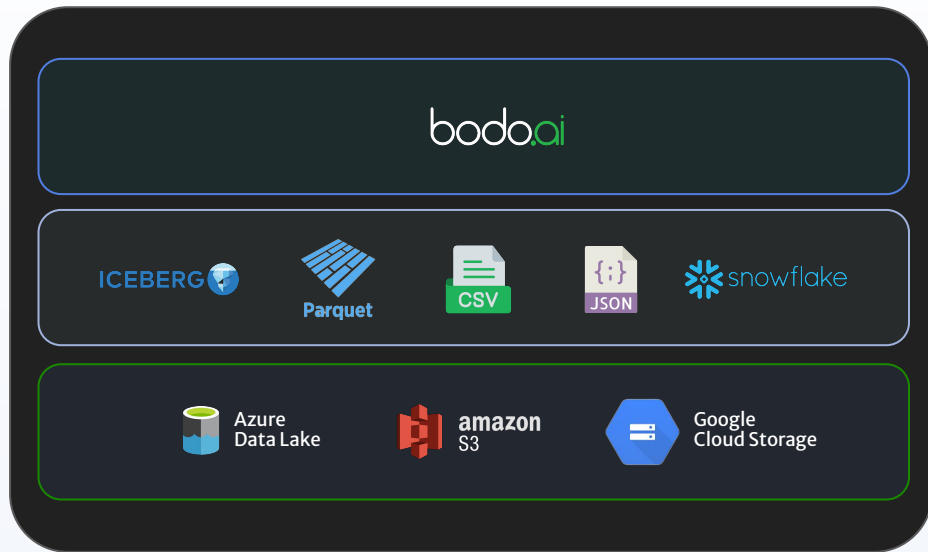 bodo.ai
ICEBERG
Parquet
CSV
{;}
JSON
snowflake
Azure
Data Lake
amazon
S3
Google
Cloud Storage